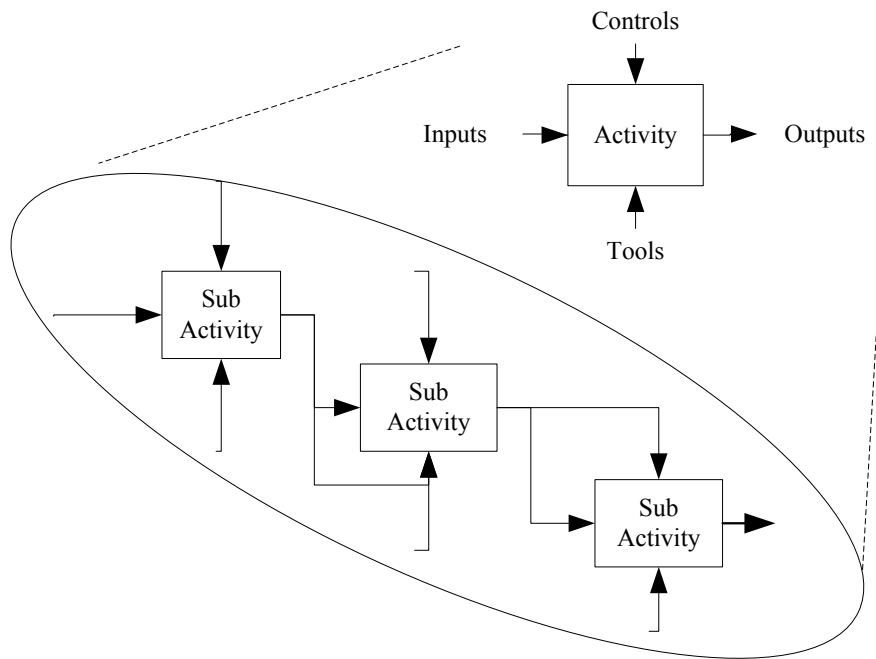 Controls
Inputs
Activity
Outputs
Tools
Sub
Activity
Sub
Activity
Sub
Activity